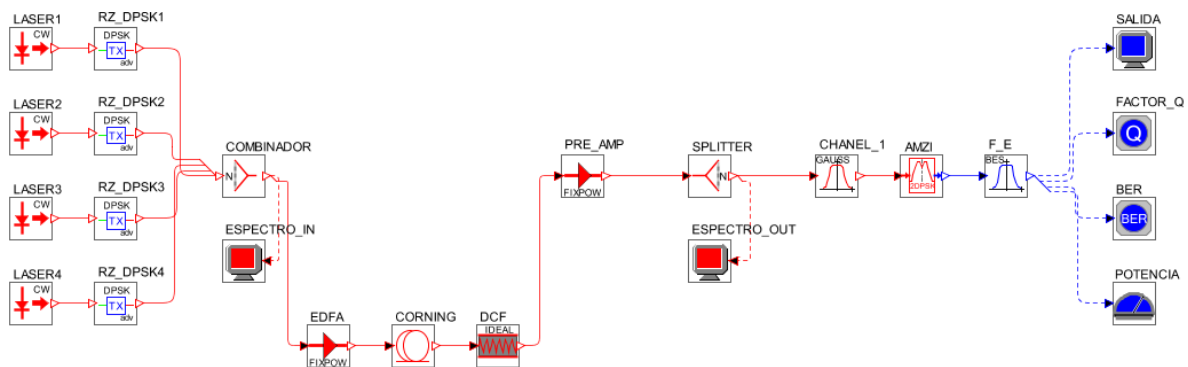 LASER1
CW
RZ_DPSK1
DPSK
TX
adv
LASER2
CW
RZ_DPSK2
DPSK
TX
adv
LASER3
CW
RZ_DPSK3
DPSK
TX
adv
LASER4
CW
RZ_DPSK4
DPSK
TX
adv
COMBINADOR
N
ESPECTRO_IN
EDFA
FIXPOW
CORNING
DCF
IDEAL
PRE_AMP
FIXPOW
SPLITTER
N
ESPECTRO_OUT
CHANEL_1
GAUSS
AMZI
2DPSK
F_E
BES
SALIDA
FACTOR_Q
Q
BER
BER
POTENCIA